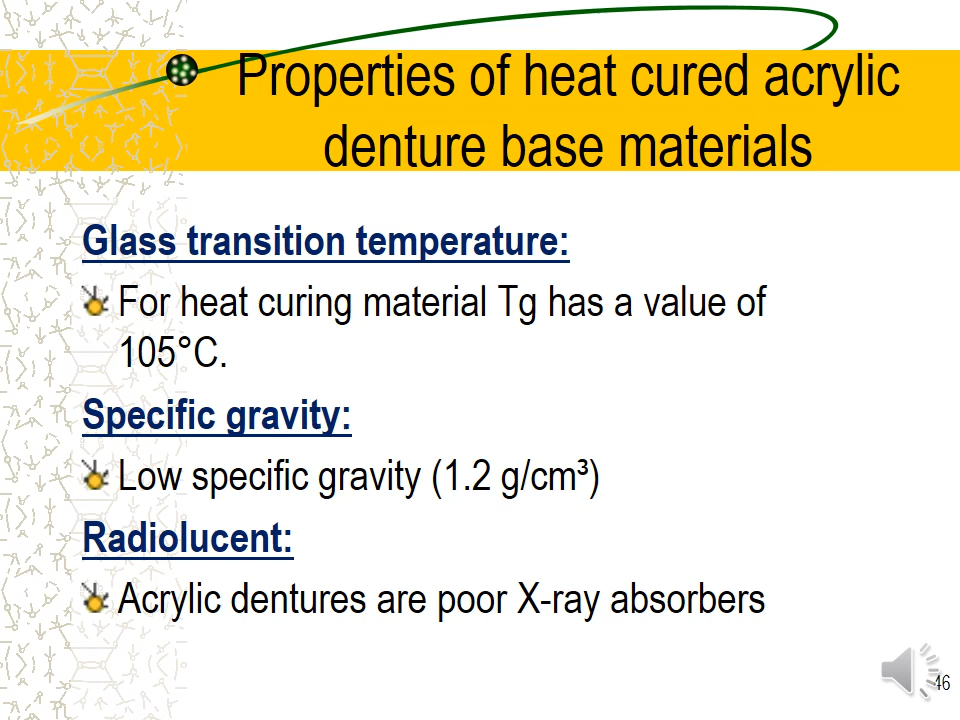 Properties of heat cured acrylic
denture base materials
Glass transition temperature:
For heat curing material Tg has a value of
105°C.
Specific gravity:
Low specific gravity (1.2 g/cm³)
Radiolucent:
Acrylic dentures are poor X-ray absorbers
46